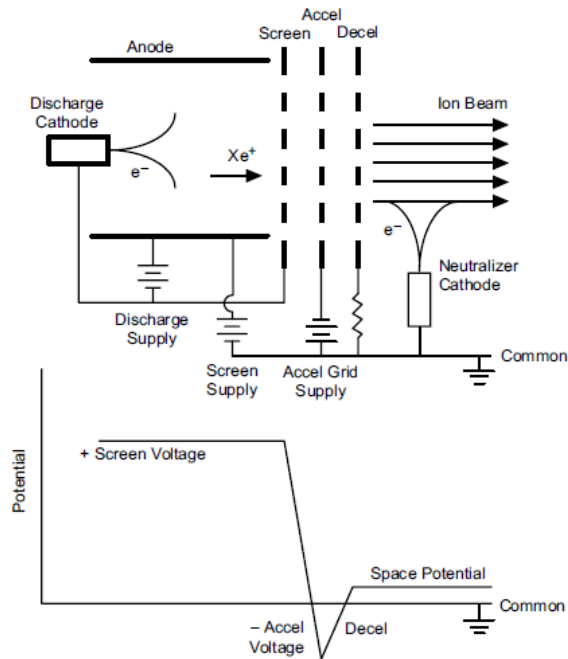 Accel
Screen
Decel
Anode
Discharge
Cathode
Ion Beam
Xe+
e–
e–
Neutralizer
Cathode
Discharge
Supply
Screen
Supply
Accel Grid
Supply
Common
Potential
+ Screen Voltage
Space Potential
Common
– Accel
Voltage
Decel